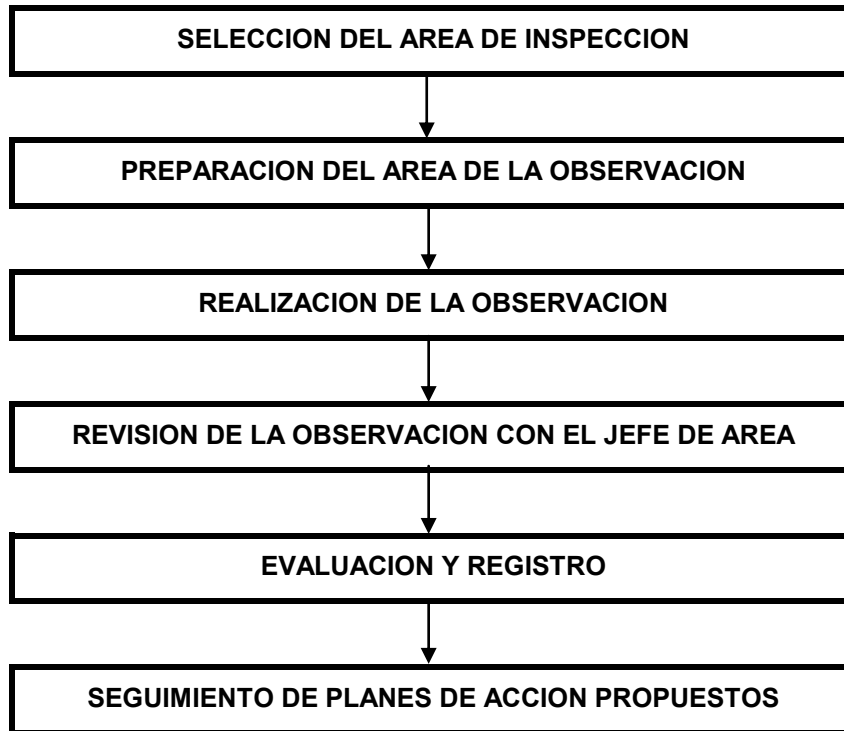 SELECCION DEL AREA DE INSPECCION
PREPARACION DEL AREA DE LA OBSERVACION
REALIZACION DE LA OBSERVACION
REVISION DE LA OBSERVACION CON EL JEFE DE AREA
EVALUACION Y REGISTRO
SEGUIMIENTO DE PLANES DE ACCION PROPUESTOS